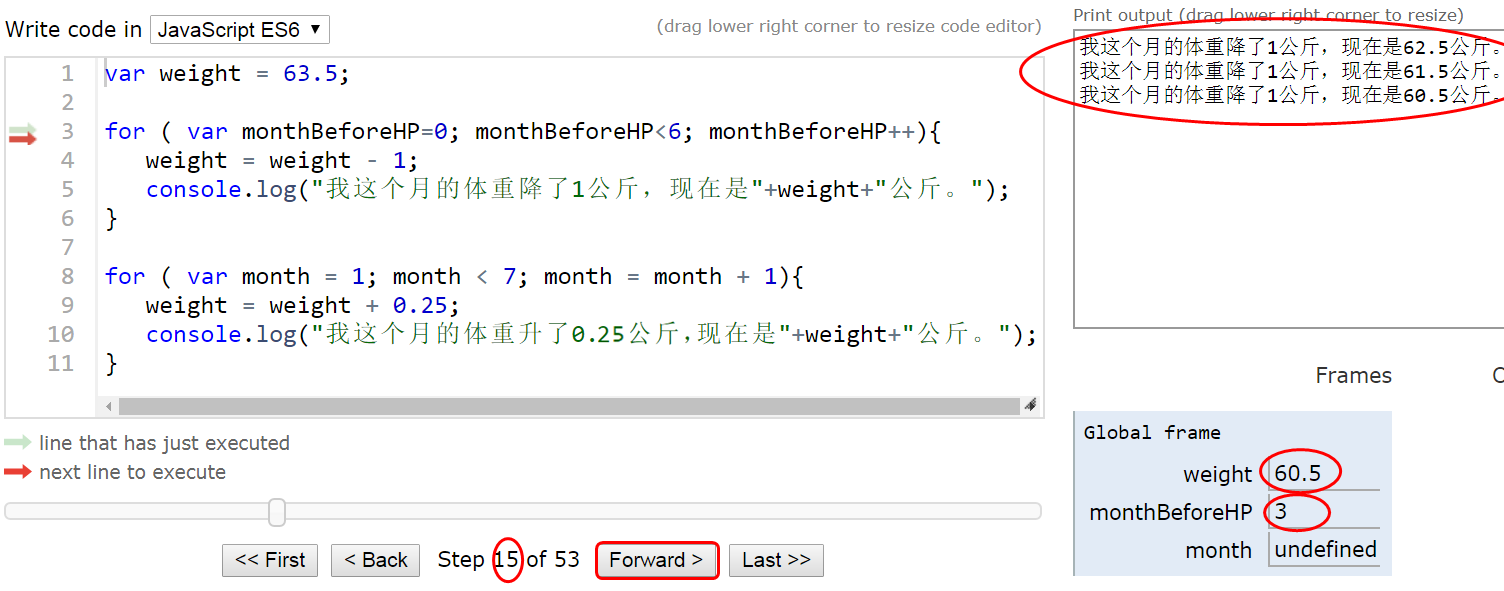 Write code in JavaScript ES6 ▼
(drag lower right corner to resize code editor)
1 var weight = 63.5;
2
3 for ( var monthBeforeHP=0; monthBeforeHP<6; monthBeforeHP++){
4 weight = weight - 1;
5 console.log("我这个月的体重降了1公斤，现在是"+weight+"公斤。");
6 }
7
8 for ( var month = 1; month < 7; month = month + 1){
9 weight = weight + 0.25;
10 console.log("我这个月的体重升了0.25公斤,现在是"+weight+"公斤。");
11 }
line that has just executed
next line to execute
<< First < Back Step 15 of 53 Forward > Last >>
Print output (drag lower right corner to resize)
我这个月的体重降了1公斤，现在是62.5公斤。
我这个月的体重降了1公斤，现在是61.5公斤。
我这个月的体重降了1公斤，现在是60.5公斤。
Frames
Global frame
weight 60.5
monthBeforeHP 3
month undefined